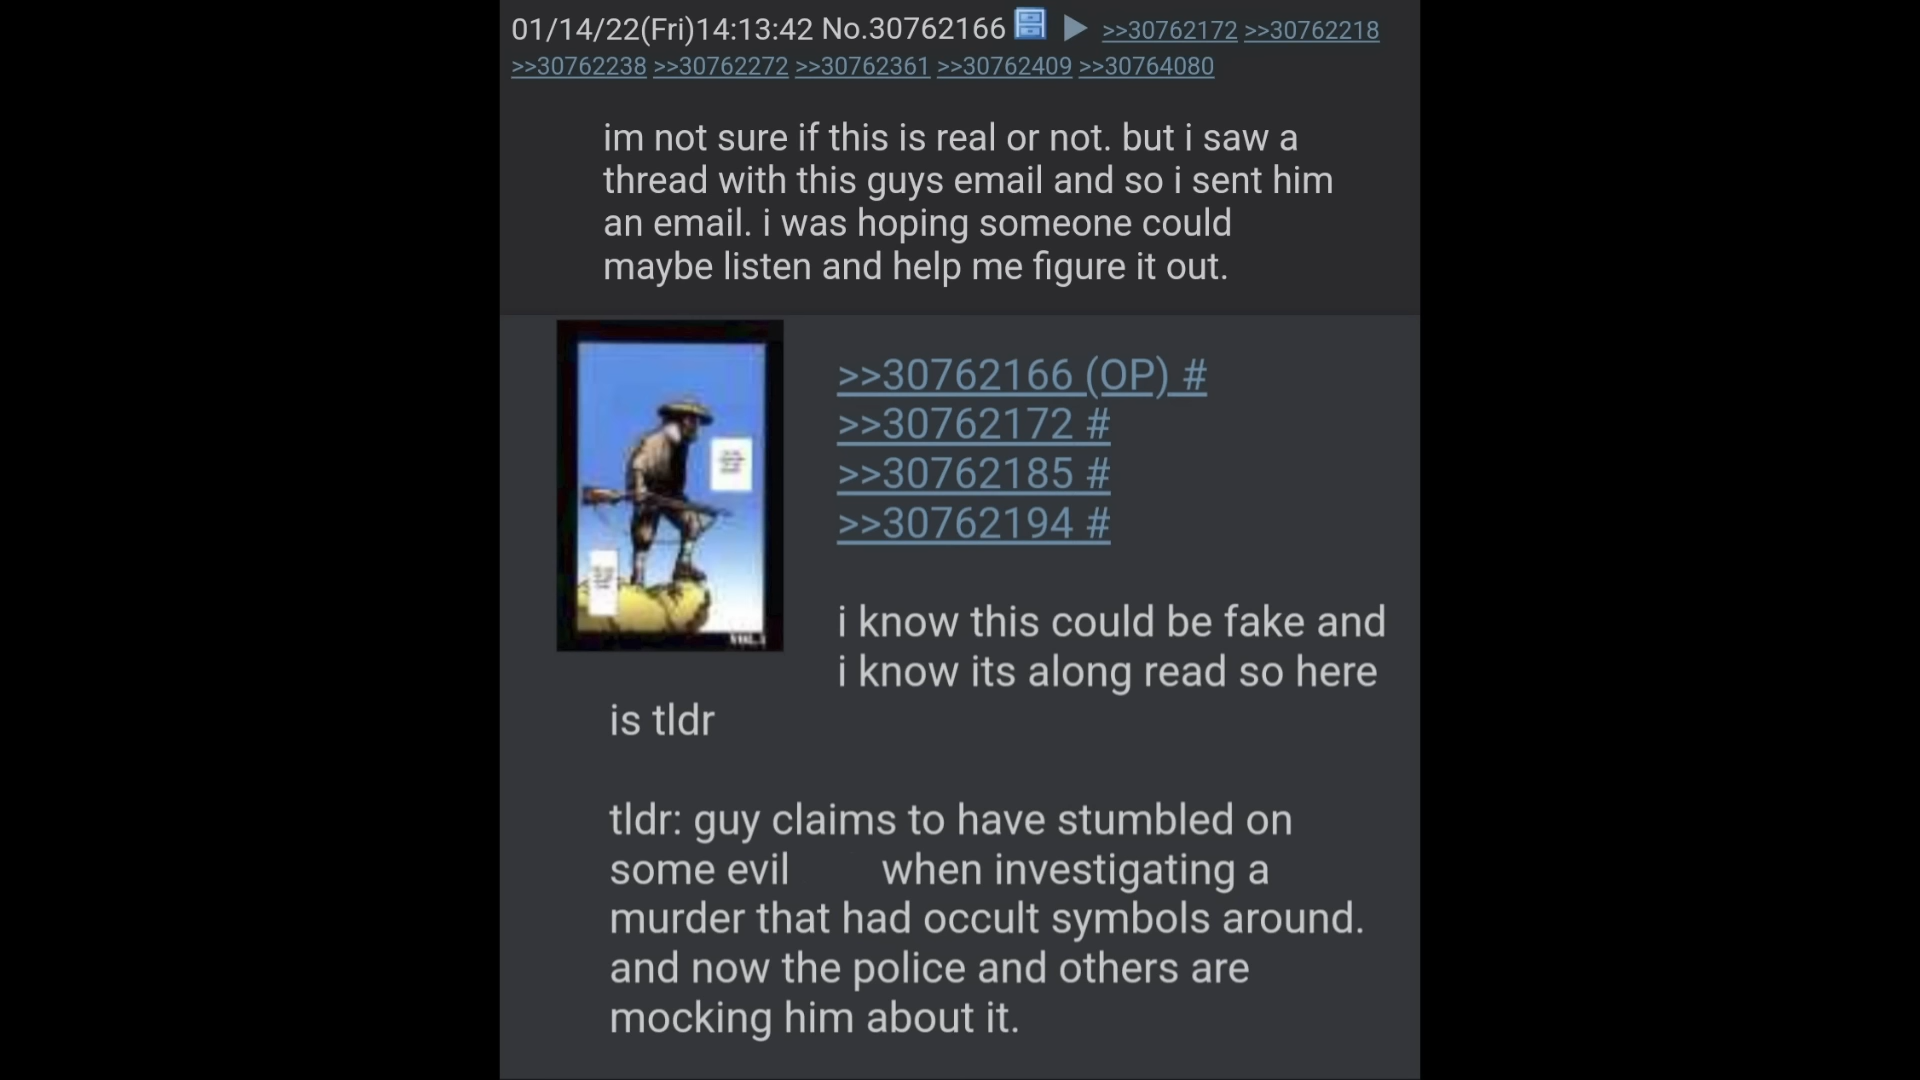 01/14/22(Fri)14:13:42 No.30762166 ▶ >>30762172 >>30762218
>>30762238 >>30762272 >>30762361 >>30762409 >>30764080
im not sure if this is real or not. but i saw a
thread with this guys email and so i sent him
an email. i was hoping someone could
maybe listen and help me figure it out.
>>30762166 (OP) #
>>30762172 #
>>30762185 #
>>30762194 #
i know this could be fake and
i know its along read so here
is tldr
tldr: guy claims to have stumbled on
some evil when investigating a
murder that had occult symbols around.
and now the police and others are
mocking him about it.